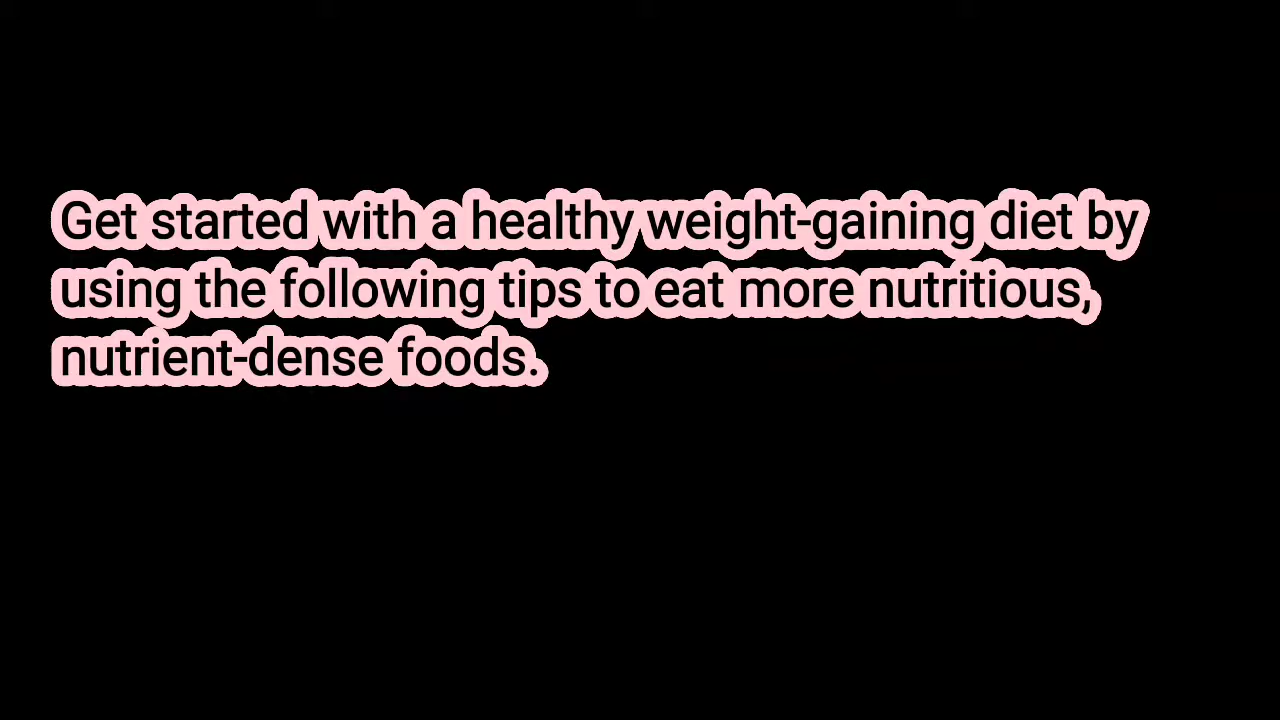 Get started with a healthy weight-gaining diet by
using the following tips to eat more nutritious,
nutrient-dense foods.